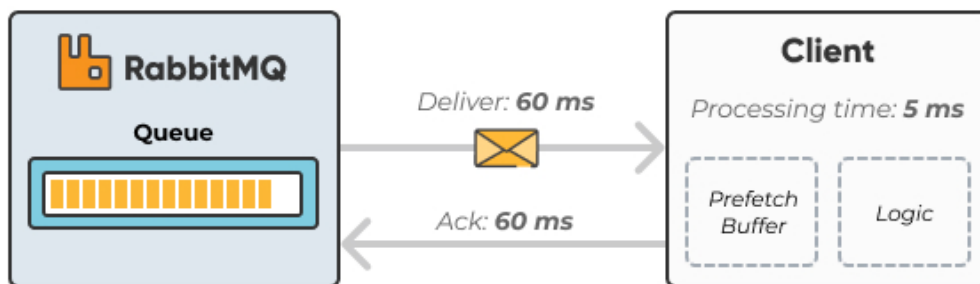 RabbitMQ
Queue
Deliver: 60 ms
Ack: 60 ms
Client
Processing time: 5 ms
Prefetch
Buffer
Logic